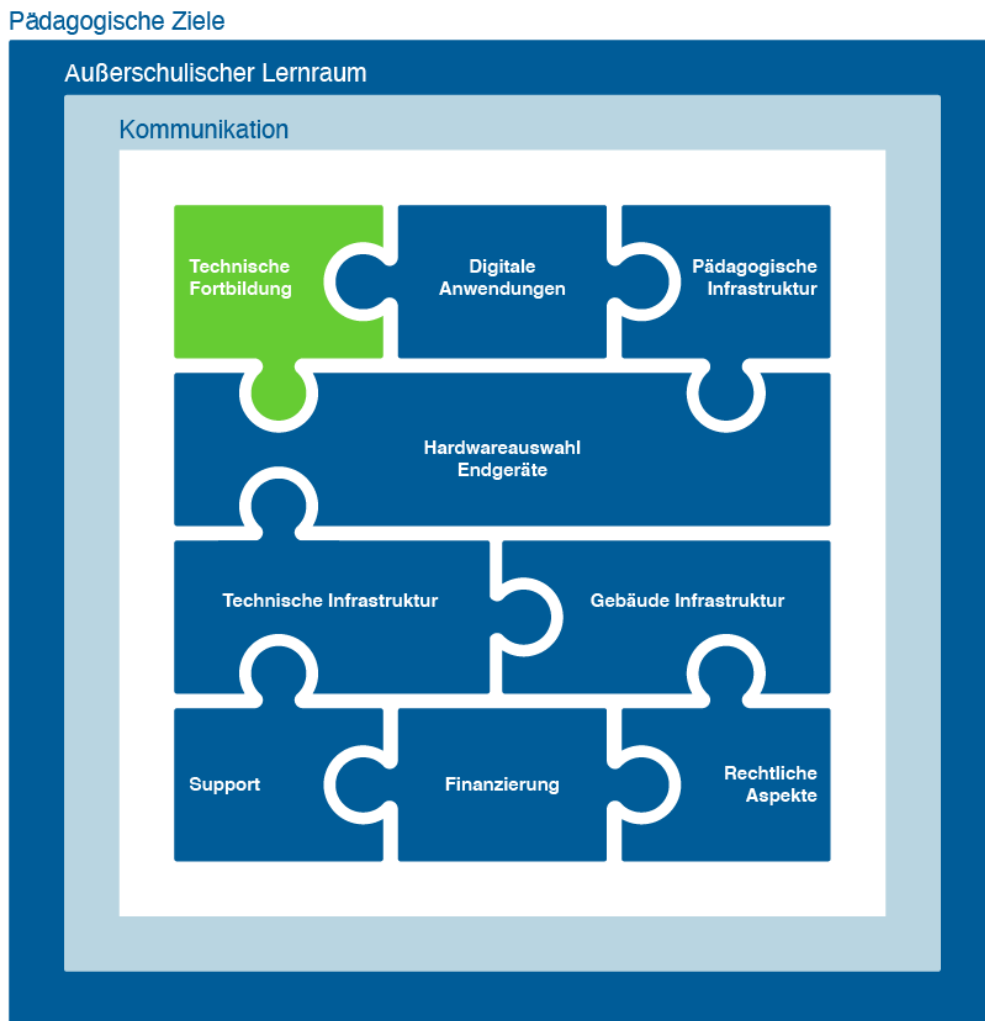 Pädagogische Ziele
Außerschulischer Lernraum
Kommunikation
Technische
Fortbildung
Digitale
Anwendungen
Pädagogische
Infrastruktur
Hardwareauswahl
Endgeräte
Technische Infrastruktur
Gebäude Infrastruktur
Support
Finanzierung
Rechtliche
Aspekte